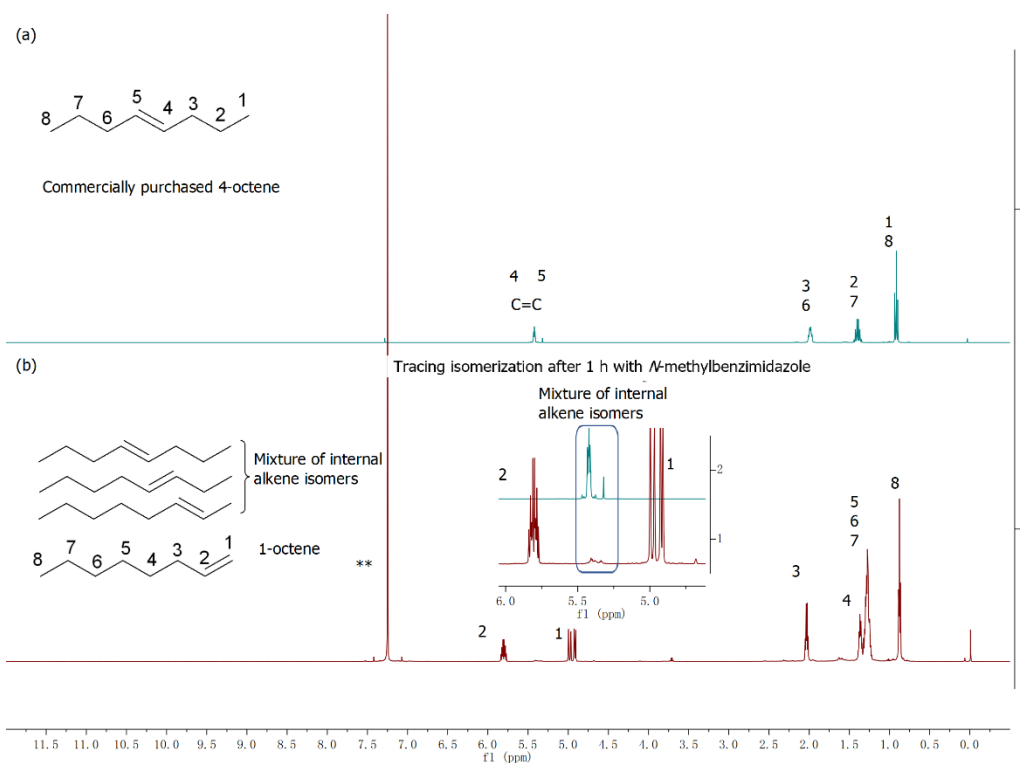 (a)
7 5 3 1
8 6 4 2
Commercially purchased 4-octene
4 5
C=C
3
6
2
7
1
8
(b)
Tracing isomerization after 1 h with N-methylbenzimidazole
Mixture of internal
alkene isomers
Mixture of internal
alkene isomers
7 5 3 1
8 6 4 2
1-octene
**
2
1
2
1
6.0 5.5 5.0
f1 (ppm)
2
1
3
4
5
6
7
8
11.5 11.0 10.5 10.0 9.5 9.0 8.5 8.0 7.5 7.0 6.5 6.0 5.5 5.0 4.5 4.0 3.5 3.0 2.5 2.0 1.5 1.0 0.5 0.0
f1 (ppm)